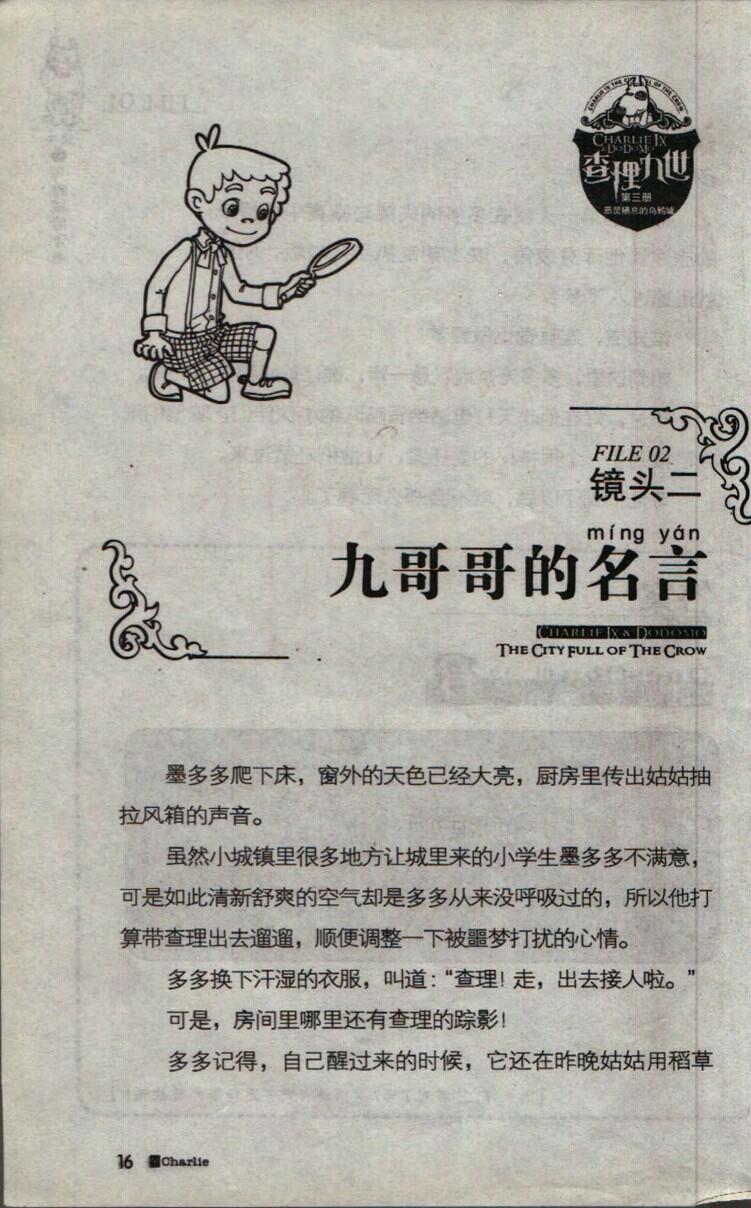 CHARLIE IX
& DODOMO
查理九世
第三册
恶灵栖息的乌鸦城
FILE 02
镜头二
míng yán
九哥哥的名言
CHARLIE IX & DODOMO
THE CITY FULL OF THE CROW
墨多多爬下床，窗外的天色已经大亮，厨房里传出姑姑抽
拉风箱的声音。
虽然小城镇里很多地方让城里来的小学生墨多多不满意，
可是如此清新舒爽的空气却是多多从来没呼吸过的，所以他打
算带查理出去遛遛，顺便调整一下被噩梦打扰的心情。
多多换下汗湿的衣服，叫道：“查理！走，出去接人啦。”
可是，房间里哪里还有查理的踪影！
多多记得，自己醒过来的时候，它还在昨晚姑姑用稻草
16 Charlie